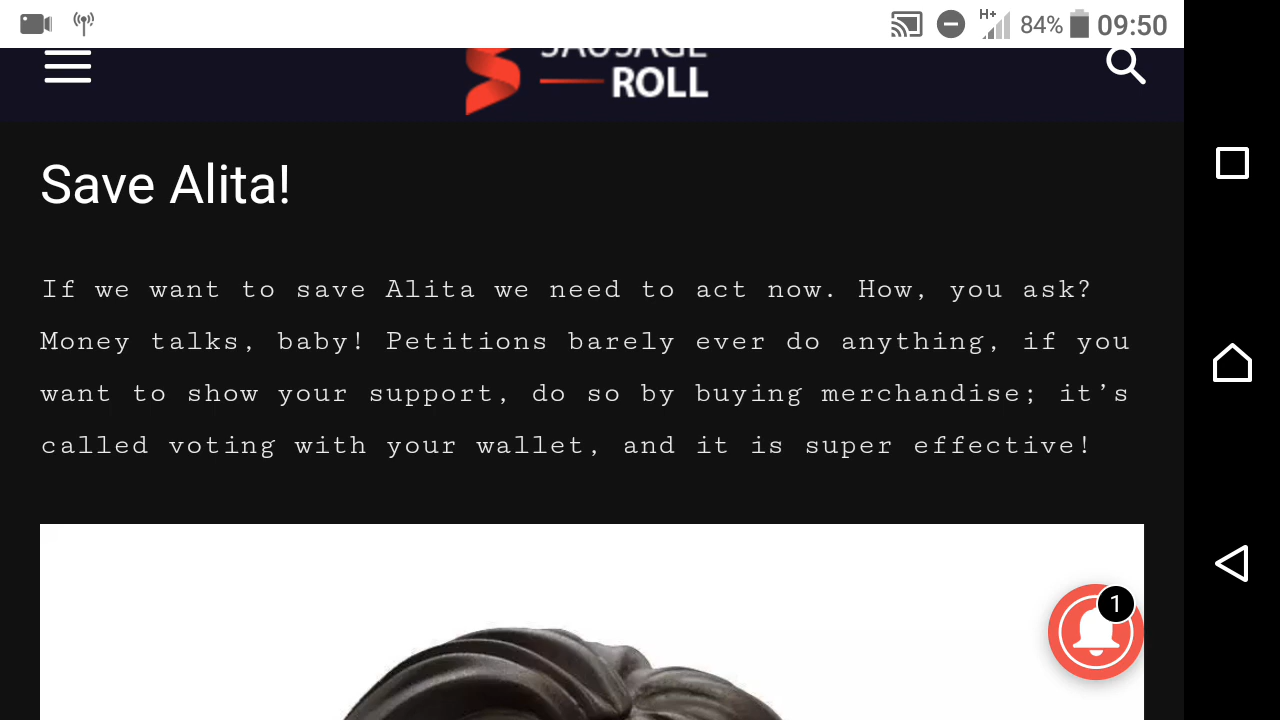 H+ 84% 09:50
SAUSAGE
ROLL
Save Alita!
If we want to save Alita we need to act now. How, you ask?
Money talks, baby! Petitions barely ever do anything, if you
want to show your support, do so by buying merchandise; it’s
called voting with your wallet, and it is super effective!
1